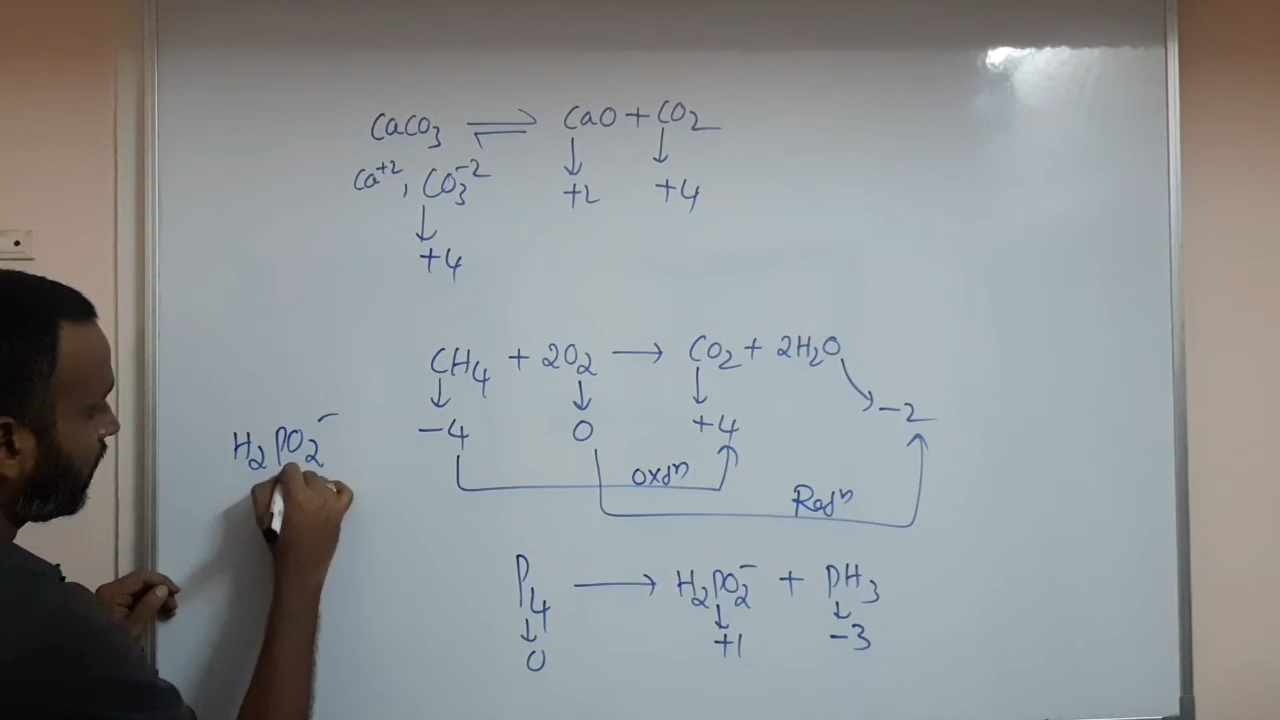 CaCO₃ ⇌ CaO + CO₂
Ca⁺², CO₃⁻² ↓ ↓
↓ +2 +4
+4
CH₄ + 2O₂ → CO₂ + 2H₂O
↓ ↓ ↓ ↘ -2
-4 0 +4
H₂PO₂⁻
Oxdⁿ
Redⁿ
P₄ → H₂PO₂⁻ + PH₃
↓ ↓ ↓
0 +1 -3